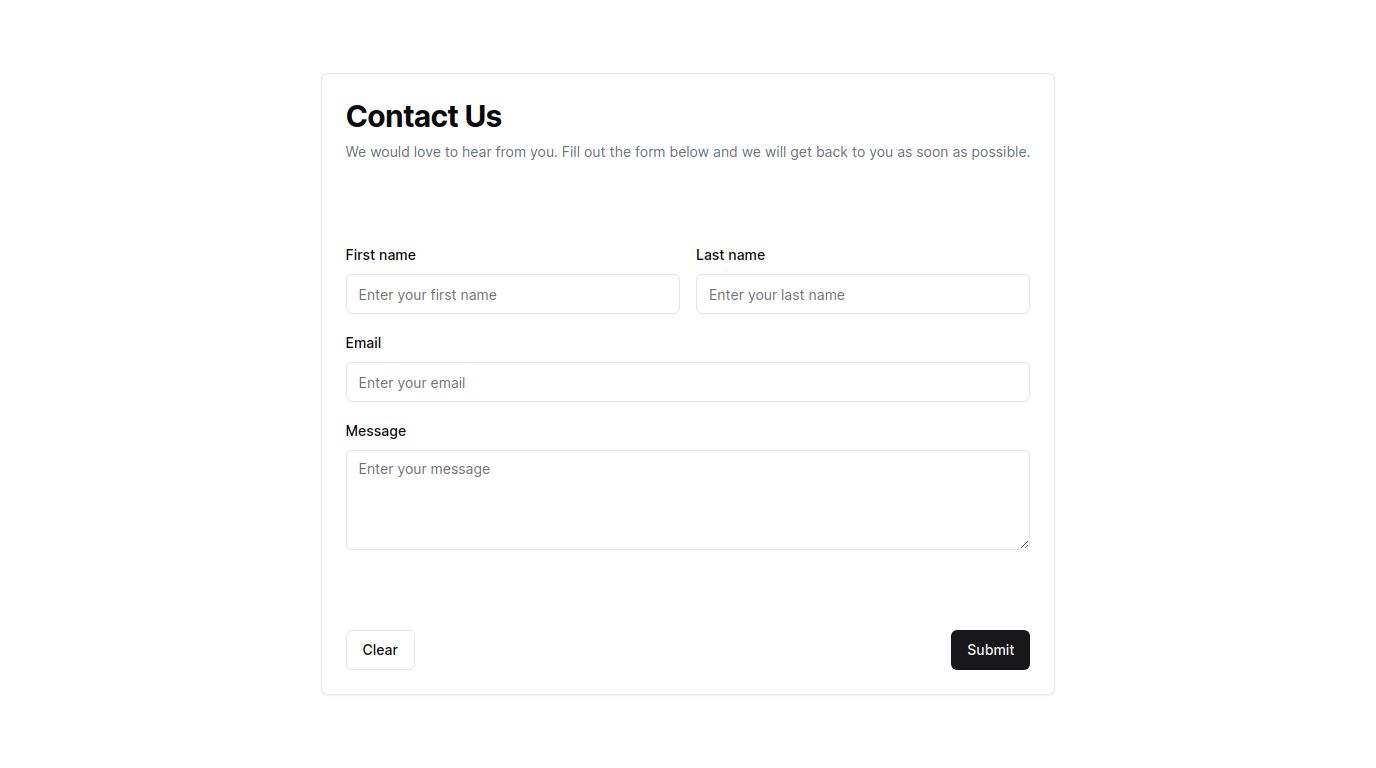 Contact Us
We would love to hear from you. Fill out the form below and we will get back to you as soon as possible.
First name
Last name
Enter your first name
Enter your last name
Email
Enter your email
Message
Enter your message
Clear
Submit